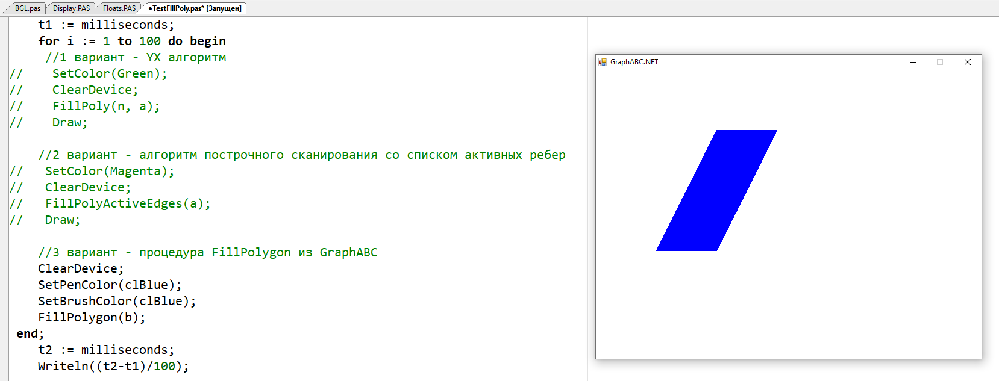 BGL.pas Display.PAS Floats.PAS •TestFillPoly.pas* [Запущен]
t1 := milliseconds;
for i := 1 to 100 do begin
//1 вариант - YX алгоритм
// SetColor(Green);
// ClearDevice;
// FillPoly(n, a);
// Draw;
//2 вариант - алгоритм построчного сканирования со списком активных ребер
// SetColor(Magenta);
// ClearDevice;
// FillPolyActiveEdges(a);
// Draw;
//3 вариант - процедура FillPolygon из GraphABC
ClearDevice;
SetPenColor(clBlue);
SetBrushColor(clBlue);
FillPolygon(b);
end;
t2 := milliseconds;
Writeln((t2-t1)/100);
GraphABC.NET